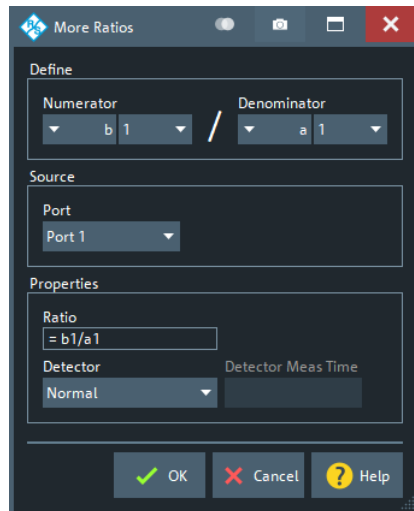 More Ratios
Define
Numerator Denominator
b 1 / a 1
Source
Port
Port 1
Properties
Ratio
= b1/a1
Detector Detector Meas Time
Normal
OK Cancel ? Help